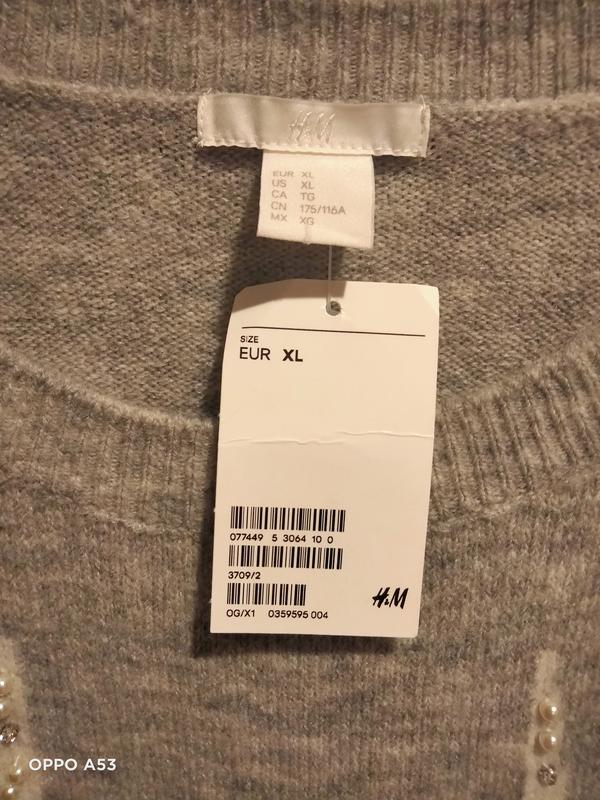 H&M
EUR XL
US XL
CA TG
CN 175/116A
MX XG
SIZE
EUR XL
077449 5 3064 10 0
3709/2
OG/X1 0359595 004
H&M
OPPO A53